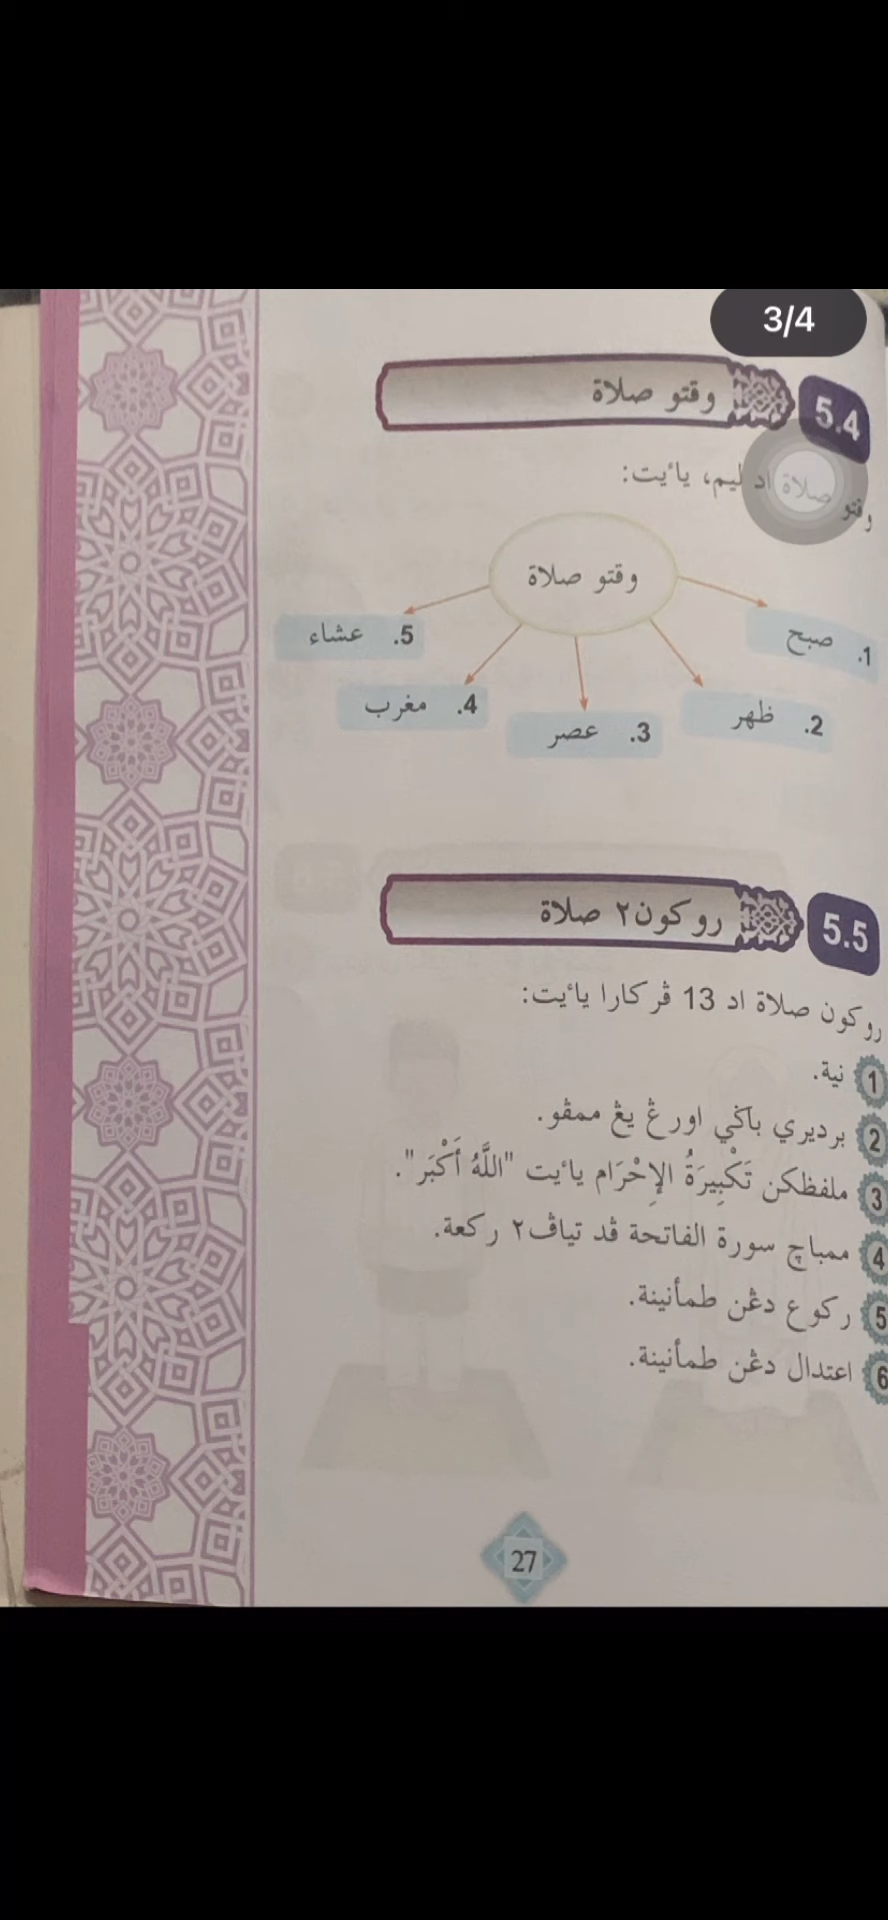 3/4
5.4 وقتو صلاة
وقتو صلاة اد ليم، يائيت:
وقتو صلاة
1. صبح
2. ظهر
3. عصر
4. مغرب
5. عشاء
5.5 روكون٢ صلاة
روكون صلاة اد 13 ڤركارا يائيت:
1 نية.
2 برديري باݢي اورڠ يڠ ممڤو.
3 ملفظكن تَكْبِيرَةُ الإِحْرَام يائيت "اللَّهُ أَكْبَر".
4 ممباچ سورة الفاتحة ڤد تياڤ٢ ركعة.
5 ركوع دڠن طمأنينة.
6 اعتدال دڠن طمأنينة.
27